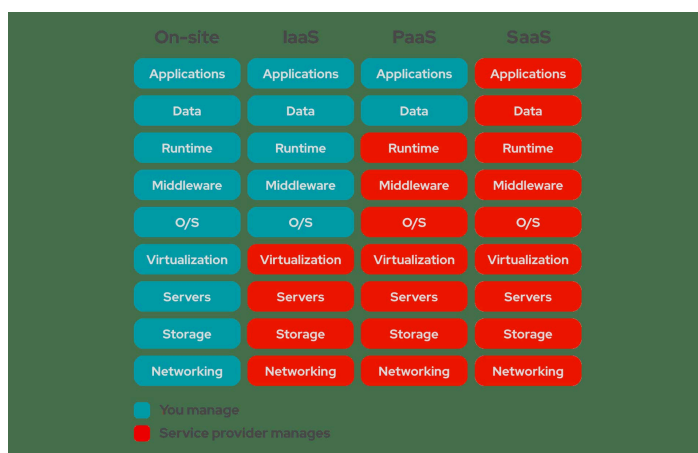 On-site IaaS PaaS SaaS
Applications Applications Applications Applications
Data Data Data Data
Runtime Runtime Runtime Runtime
Middleware Middleware Middleware Middleware
O/S O/S O/S O/S
Virtualization Virtualization Virtualization Virtualization
Servers Servers Servers Servers
Storage Storage Storage Storage
Networking Networking Networking Networking
You manage
Service provider manages